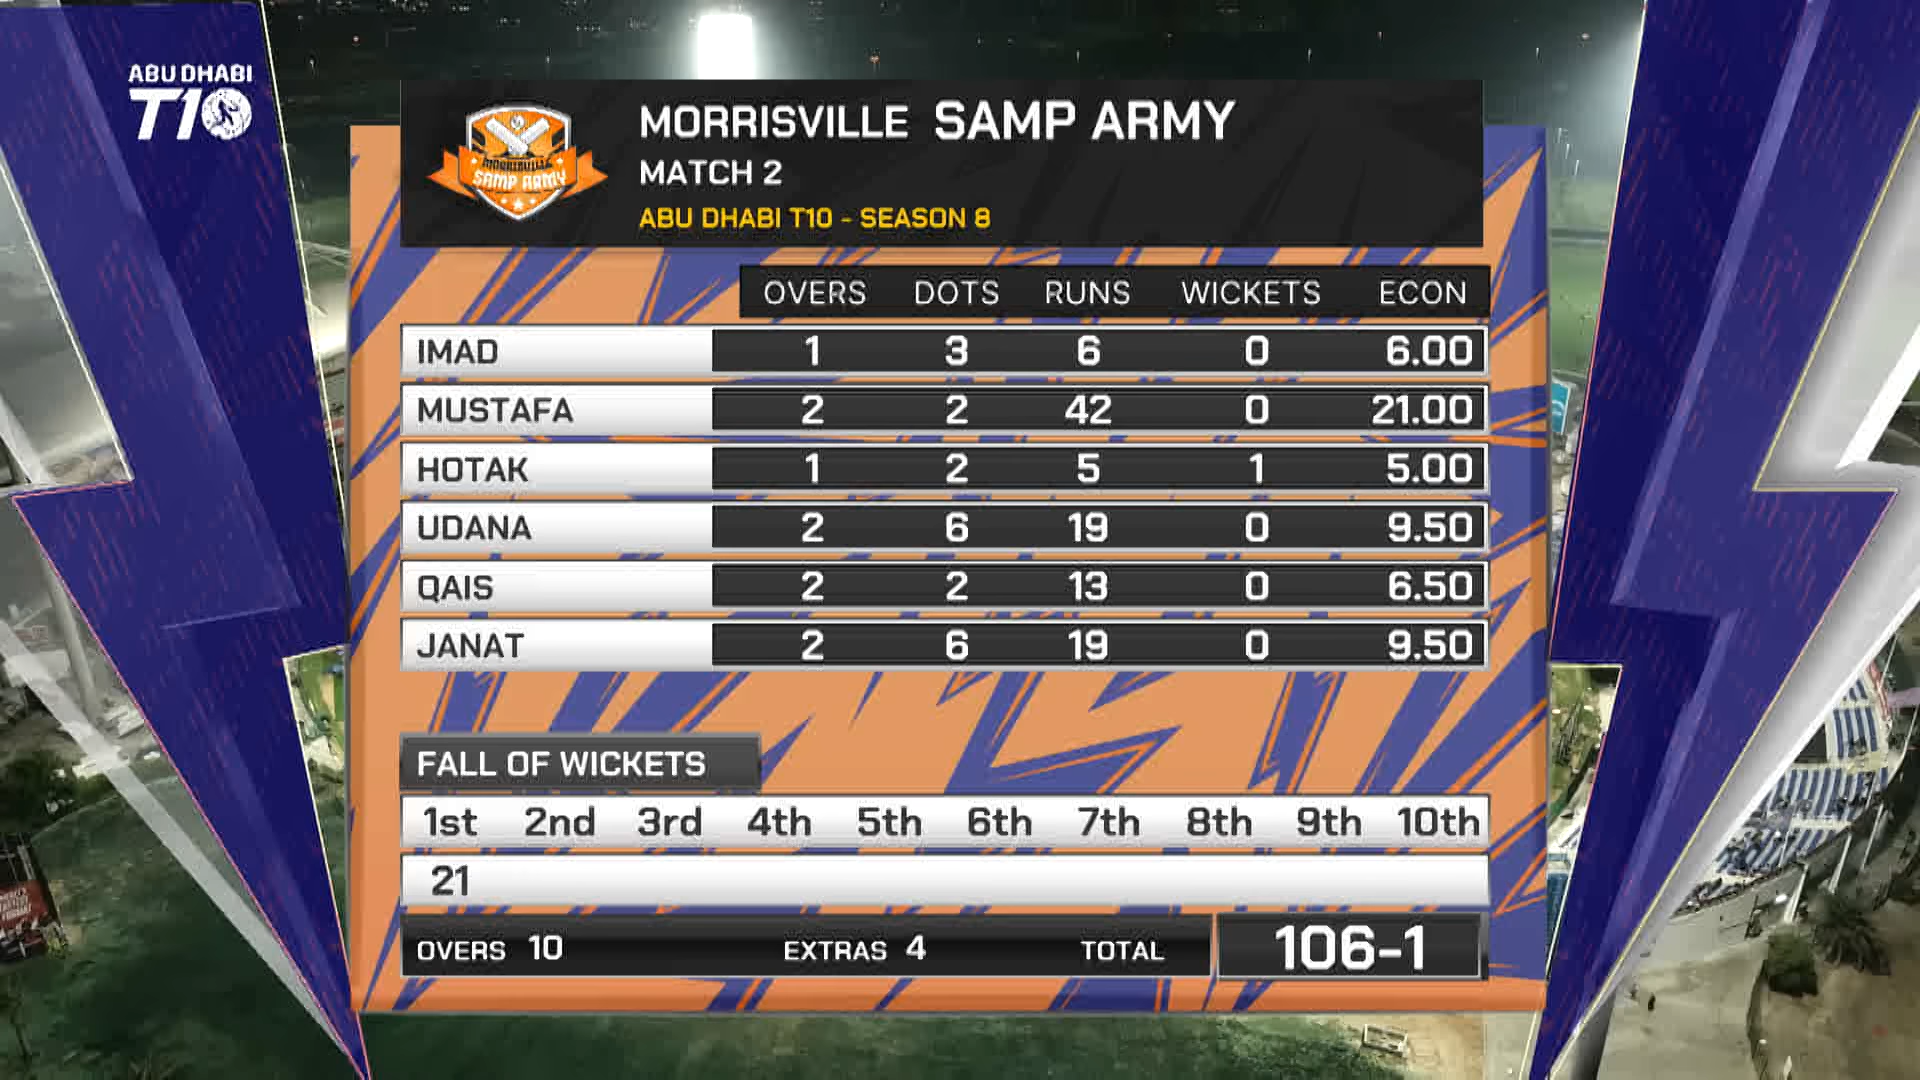 ABU DHABI
T10
MORRISVILLE
SAMP ARMY
MORRISVILLE SAMP ARMY
MATCH 2
ABU DHABI T10 - SEASON 8
OVERS DOTS RUNS WICKETS ECON
IMAD 1 3 6 0 6.00
MUSTAFA 2 2 42 0 21.00
HOTAK 1 2 5 1 5.00
UDANA 2 6 19 0 9.50
QAIS 2 2 13 0 6.50
JANAT 2 6 19 0 9.50
FALL OF WICKETS
1st 2nd 3rd 4th 5th 6th 7th 8th 9th 10th
21
OVERS 10 EXTRAS 4 TOTAL 106-1